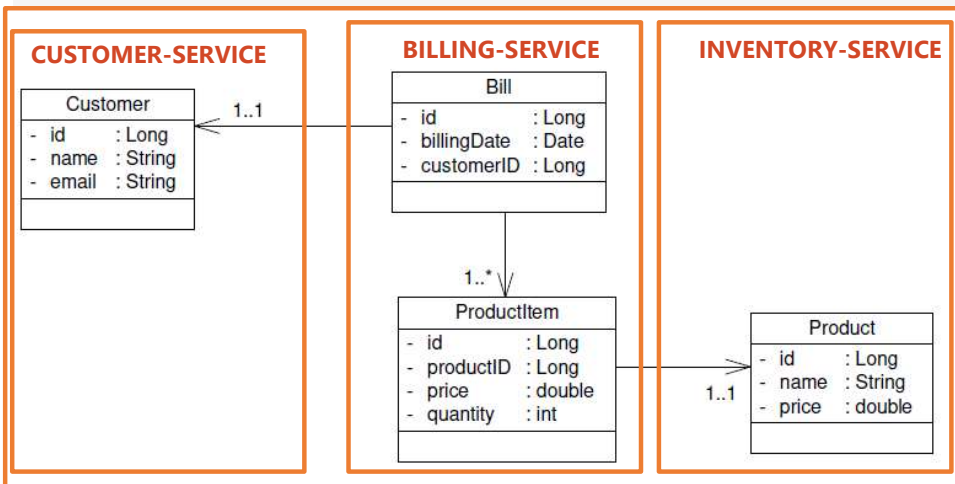 CUSTOMER-SERVICE
Customer
- id : Long
- name : String
- email : String
1..1
BILLING-SERVICE
Bill
- id : Long
- billingDate : Date
- customerID : Long
1..*
ProductItem
- id : Long
- productID : Long
- price : double
- quantity : int
INVENTORY-SERVICE
1..1
Product
- id : Long
- name : String
- price : double